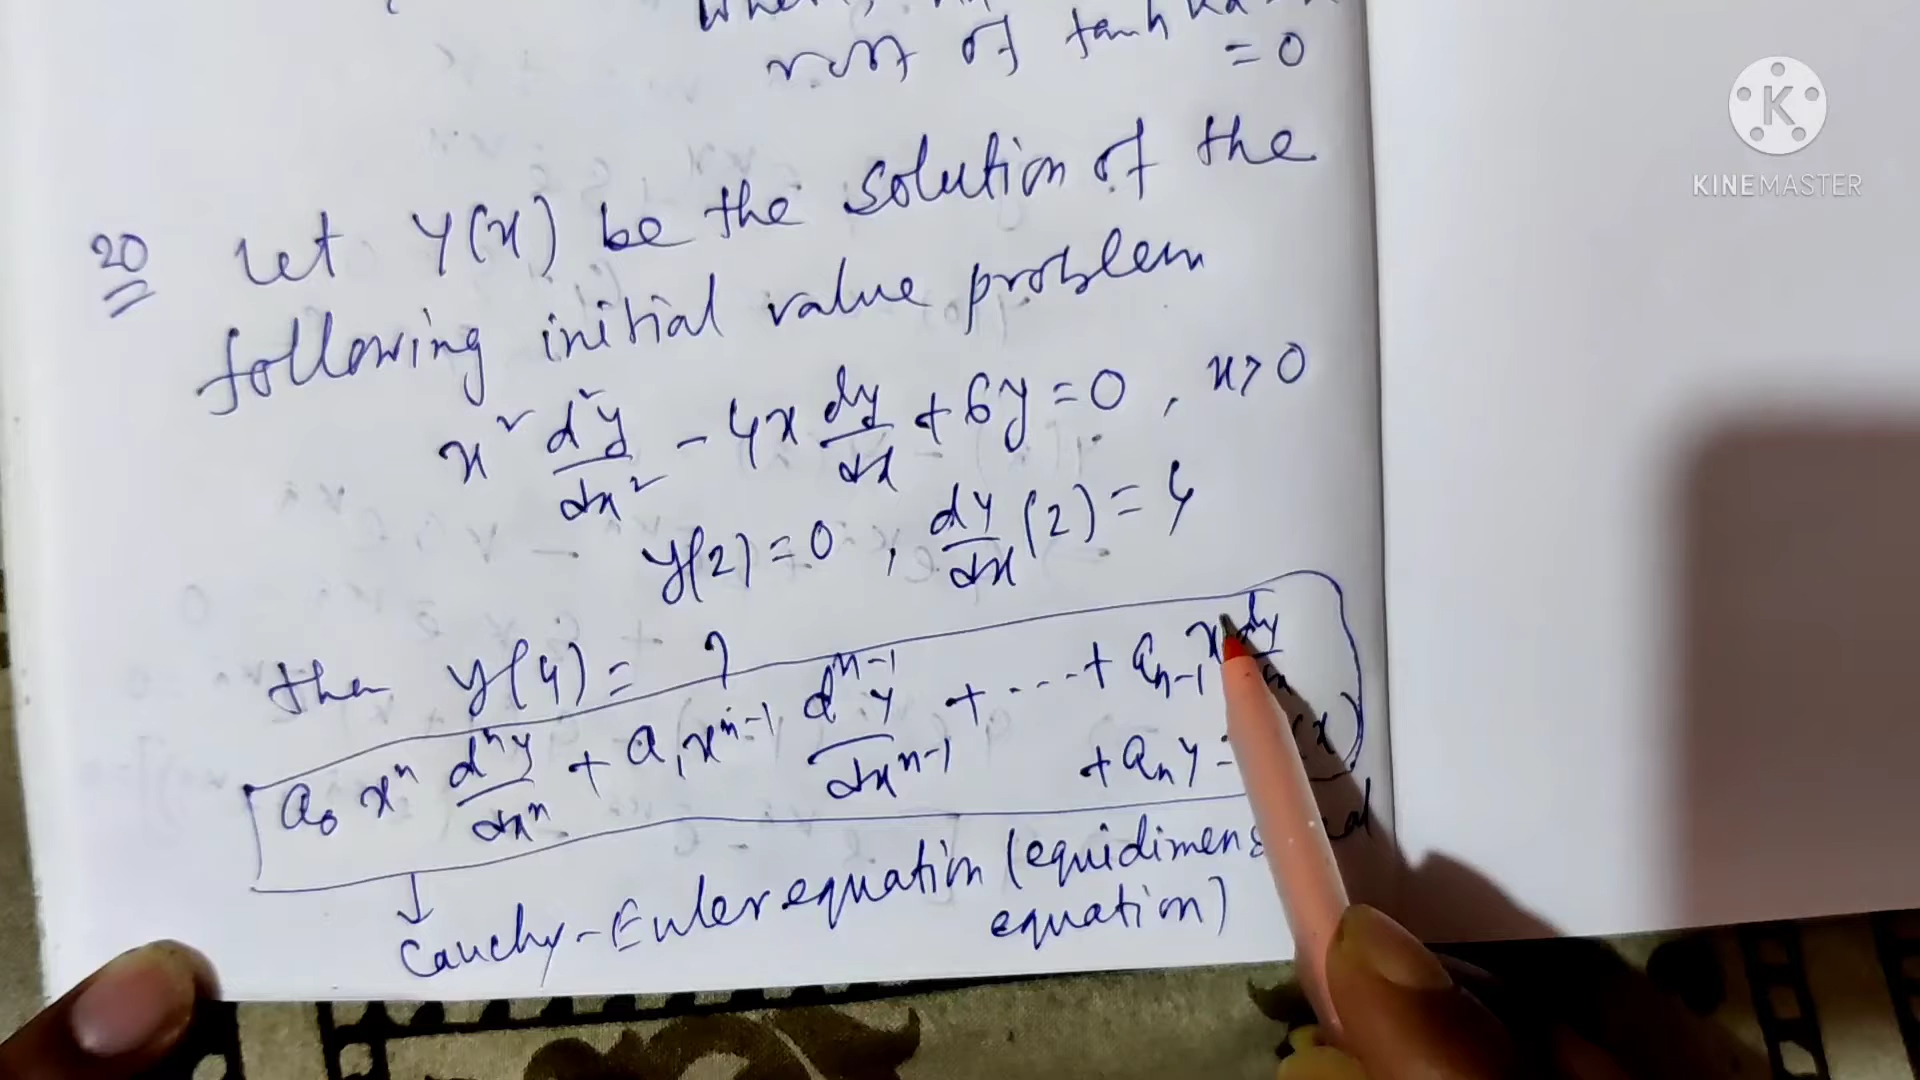 root of tanh
= 0
KINEMASTER
20 Let Y(x) be the solution of the
following initial value problem
x² d²y/dx² - 4x dy/dx + 6y = 0, x > 0
y(2) = 0, dy/dx (2) = 4
then y(4) = ?
a₀ xⁿ dⁿy/dxⁿ + a₁ xⁿ⁻¹ dⁿ⁻¹y/dxⁿ⁻¹ + .... + aₙ₋₁ x dy
+ aₙ y = (x)
Cauchy-Euler equation (equidimens al
equation)